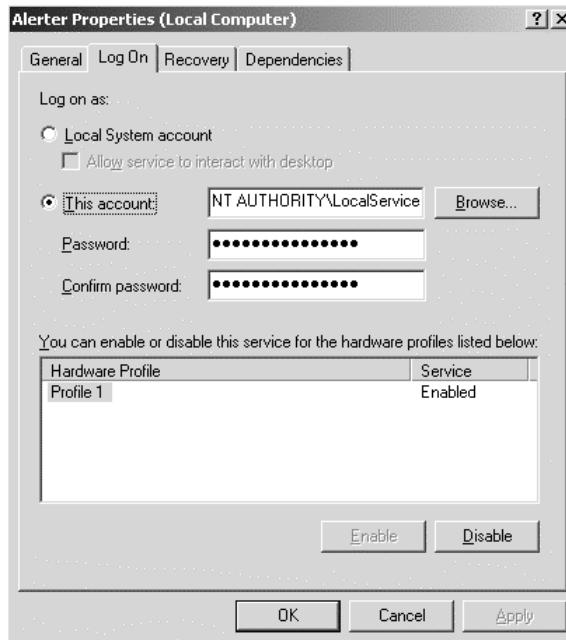 Alerter Properties (Local Computer)
General Log On Recovery Dependencies
Log on as:
Local System account
Allow service to interact with desktop
This account: NT AUTHORITY\LocalService Browse...
Password: ●●●●●●●●●●●●●●●
Confirm password: ●●●●●●●●●●●●●●●
You can enable or disable this service for the hardware profiles listed below:
Hardware Profile Service
Profile 1 Enabled
Enable Disable
OK Cancel Apply